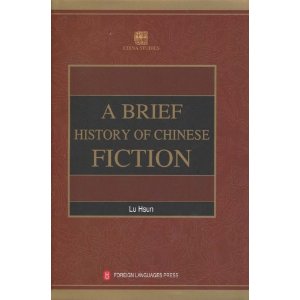 CHINA STUDIES
A BRIEF
HISTORY OF CHINESE
FICTION
Lu Hsun
FOREIGN LANGUAGES PRESS